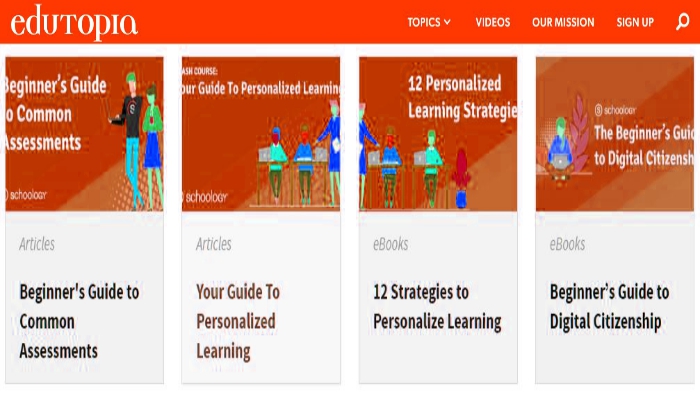 edutopia
TOPICS VIDEOS OUR MISSION SIGN UP
Beginner's Guide
to Common
Assessments
schoology
ASH COURSE:
our Guide To Personalized Learning
schoology
12 Personalized
Learning Strategie
schoology
The Beginner's Guid
to Digital Citizensh
Articles
Beginner's Guide to
Common
Assessments
Articles
Your Guide To
Personalized
Learning
eBooks
12 Strategies to
Personalize Learning
eBooks
Beginner's Guide to
Digital Citizenship